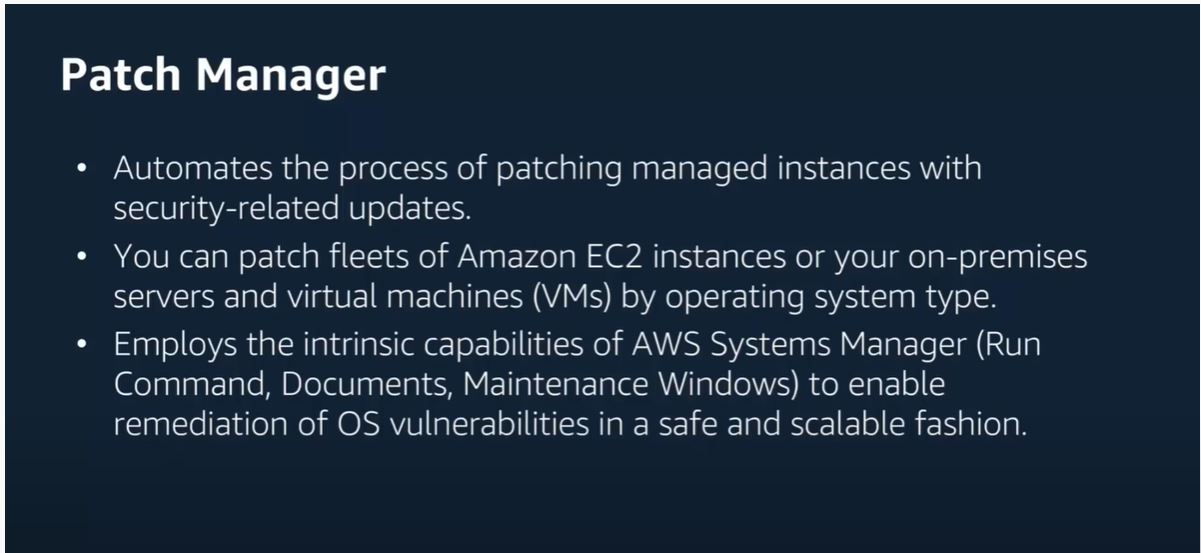 Patch Manager
• Automates the process of patching managed instances with
security-related updates.
• You can patch fleets of Amazon EC2 instances or your on-premises
servers and virtual machines (VMs) by operating system type.
• Employs the intrinsic capabilities of AWS Systems Manager (Run
Command, Documents, Maintenance Windows) to enable
remediation of OS vulnerabilities in a safe and scalable fashion.